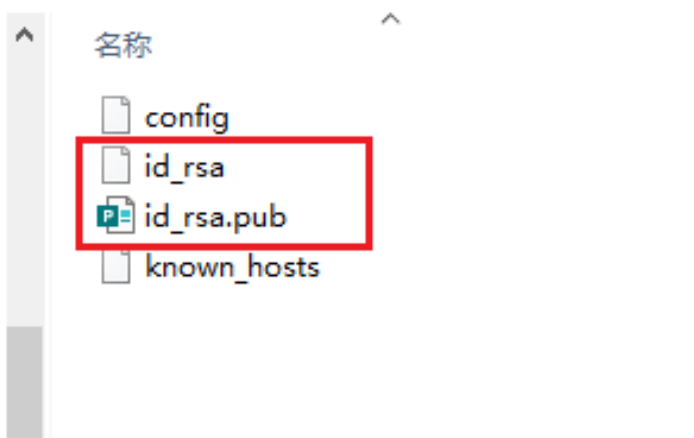 名称
config
id_rsa
id_rsa.pub
known_hosts